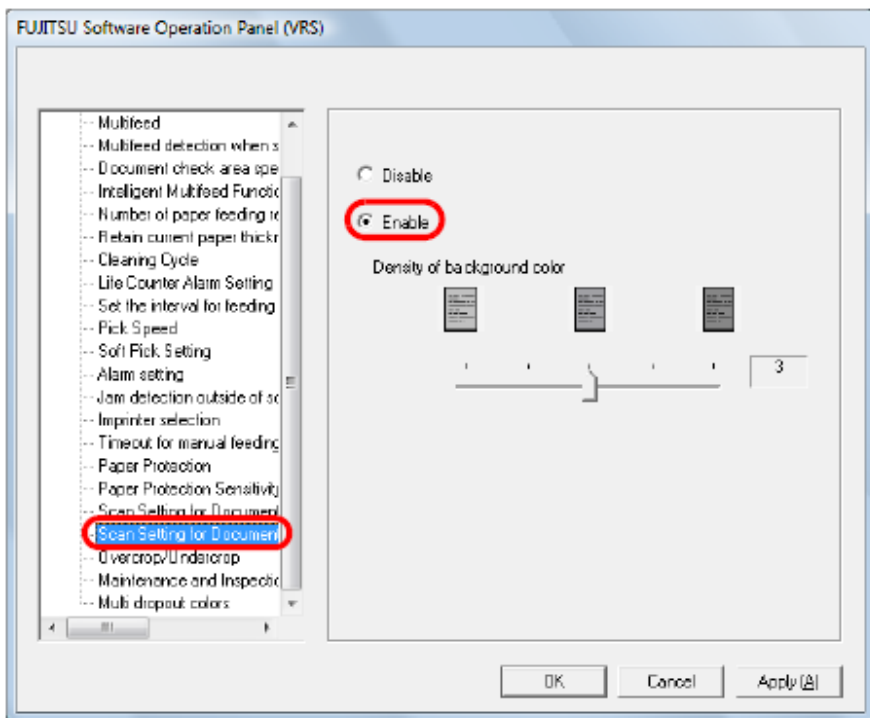 FUJITSU Software Operation Panel (VRS)
Multifeed
Multifeed detection when s
Document check area spe
Intelligent Multifeed Functio
Number of paper feeding re
Retain current paper thickr
Cleaning Cycle
Life Counter Alarm Setting
Set the interval for feeding
Pick Speed
Soft Pick Setting
Alarm setting
Jam detection outside of sc
Imprinter selection
Timeout for manual feeding
Paper Protection
Paper Protection Sensitivity
Scan Setting for Document
Scan Setting for Document
Overcrop/Undercrop
Maintenance and Inspectio
Multi dropout colors
Disable
Enable
Density of background color
3
OK
Cancel
Apply (A)